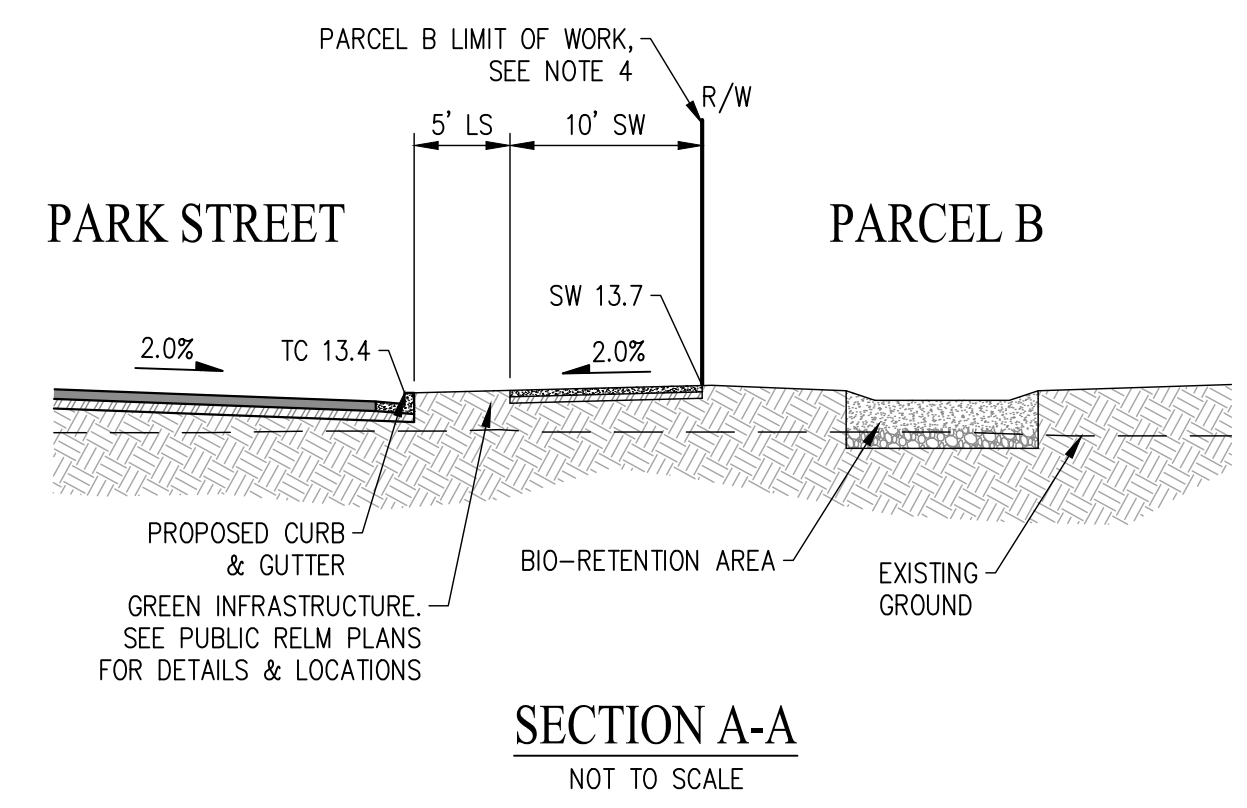 PARCEL B LIMIT OF WORK,
SEE NOTE 4
R/W
5' LS
10' SW
PARK STREET
PARCEL B
SW 13.7
2.0%
TC 13.4
2.0%
PROPOSED CURB
& GUTTER
BIO-RETENTION AREA
EXISTING
GROUND
GREEN INFRASTRUCTURE.
SEE PUBLIC RELM PLANS
FOR DETAILS & LOCATIONS
SECTION A-A
NOT TO SCALE